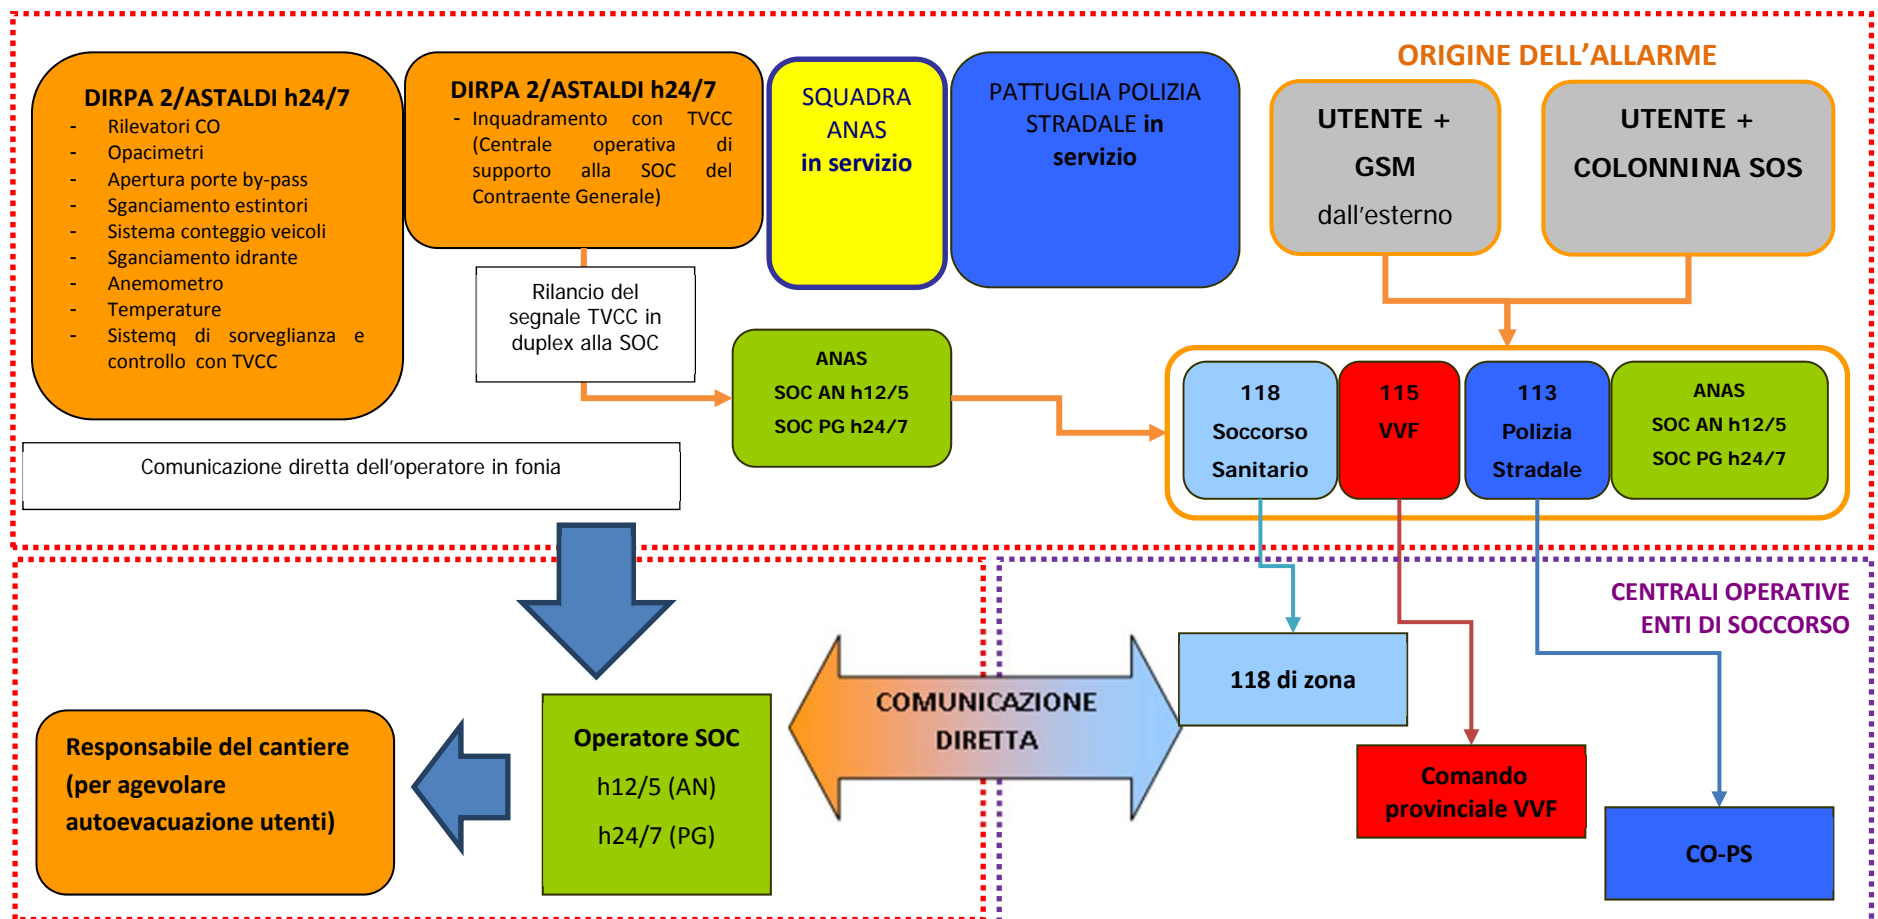 DIRPA 2/ASTALDI h24/7
- Rilevatori CO
- Opacimetri
- Apertura porte by-pass
- Sganciamento estintori
- Sistema conteggio veicoli
- Sganciamento idrante
- Anemometro
- Temperature
- Sistemq di sorveglianza e
controllo con TVCC
DIRPA 2/ASTALDI h24/7
- Inquadramento con TVCC
(Centrale operativa di
supporto alla SOC del
Contraente Generale)
SQUADRA
ANAS
in servizio
PATTUGLIA POLIZIA
STRADALE in
servizio
ORIGINE DELL'ALLARME
UTENTE +
GSM
dall'esterno
UTENTE +
COLONNINA SOS
Rilancio del
segnale TVCC in
duplex alla SOC
ANAS
SOC AN h12/5
SOC PG h24/7
118
Soccorso
Sanitario
115
VVF
113
Polizia
Stradale
ANAS
SOC AN h12/5
SOC PG h24/7
Comunicazione diretta dell'operatore in fonia
CENTRALI OPERATIVE
ENTI DI SOCCORSO
Responsabile del cantiere
(per agevolare
autoevacuazione utenti)
Operatore SOC
h12/5 (AN)
h24/7 (PG)
COMUNICAZIONE
DIRETTA
118 di zona
Comando
provinciale VVF
CO-PS